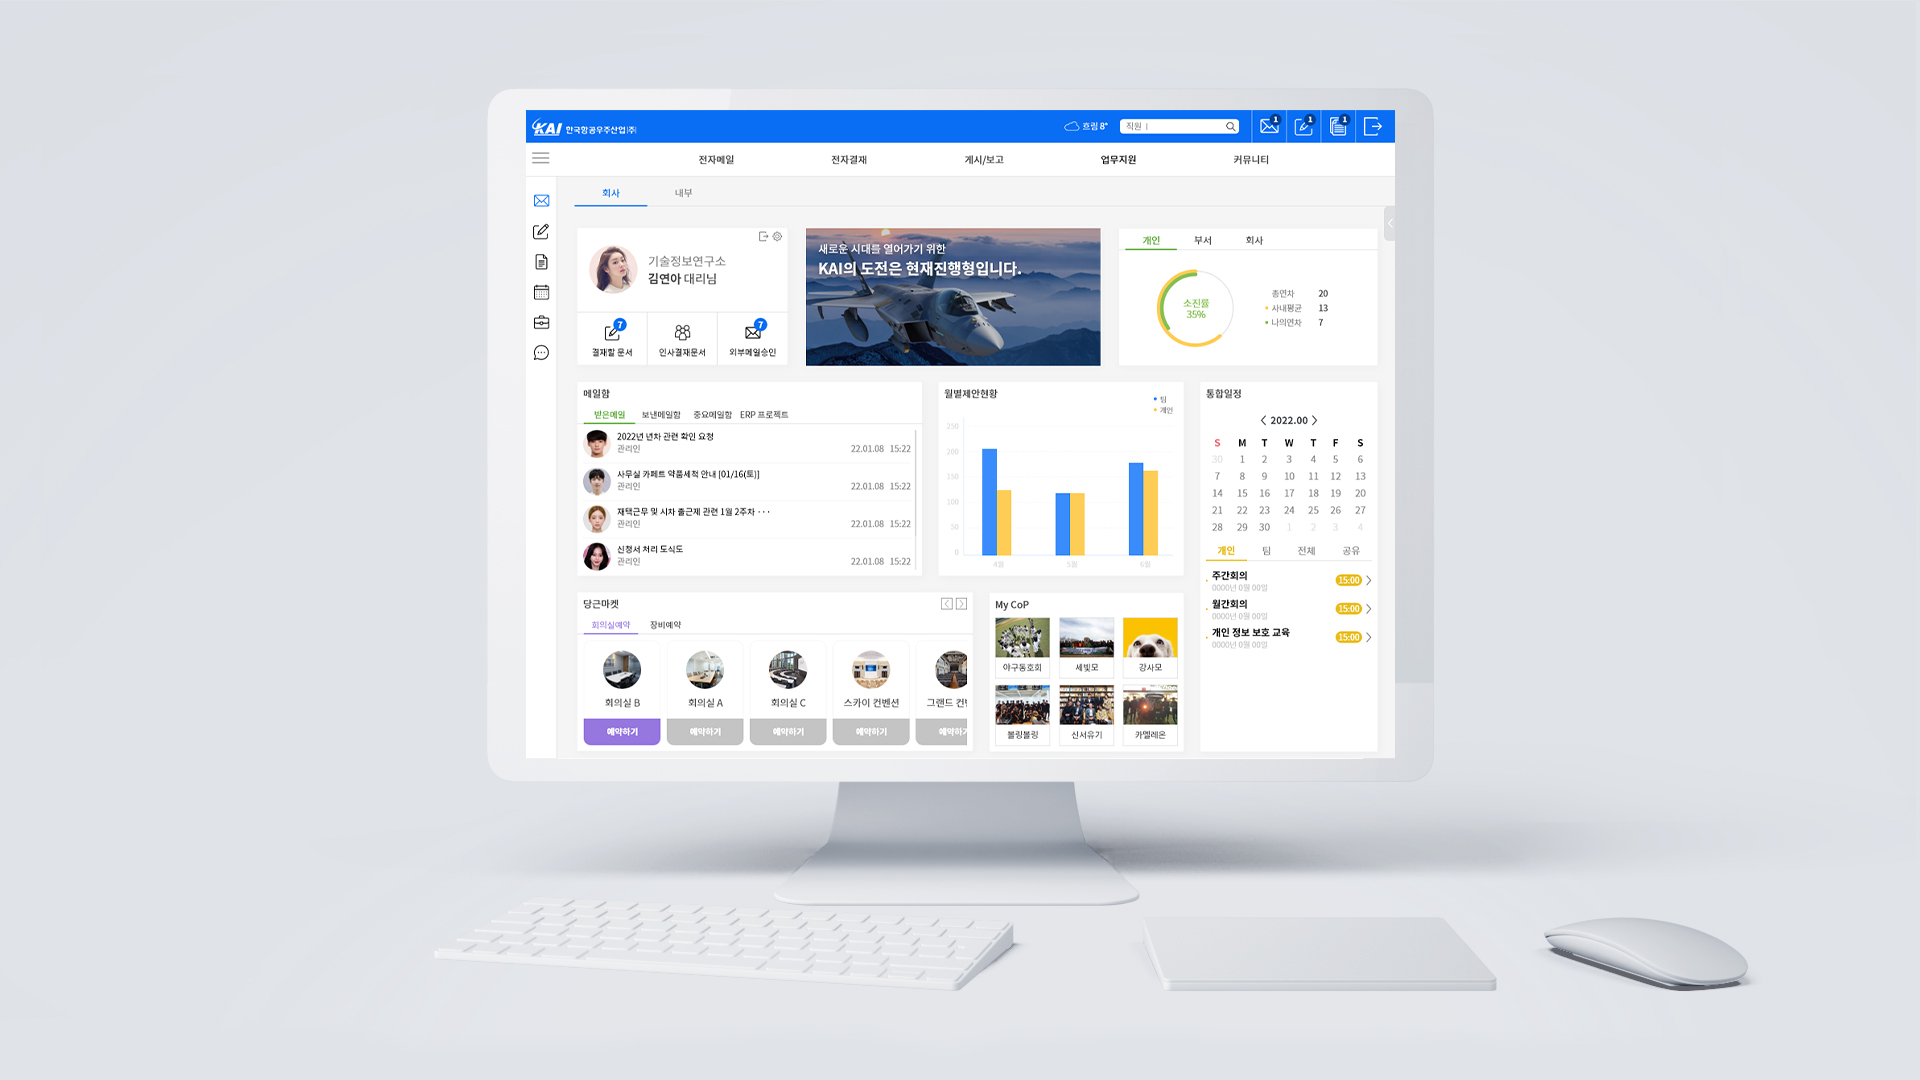 KAI 한국항공우주산업(주)
흐림 8°
직원
1
1
1
전자메일
전자결재
게시/보고
업무지원
커뮤니티
회사
내부
기술정보연구소
김연아 대리님
7
7
결재할 문서
인사결재문서
외부메일승인
새로운 시대를 열어가기 위한
KAI의 도전은 현재진행형입니다.
개인 부서 회사
소진률
35%
총연차 20
사내평균 13
나의연차 7
메일함
받은메일 보낸메일함 중요메일함 ERP 프로젝트
2022년 년차 관련 확인 요청
관리인 22.01.08 15:22
사무실 카페트 약품세척 안내 [01/16(토)]
관리인 22.01.08 15:22
재택근무 및 시차 출근제 관련 1월 2주차 ···
관리인 22.01.08 15:22
신청서 처리 도식도
관리인 22.01.08 15:22
월별제안현황
팀
개인
250
200
150
100
50
0
4월 5월 6월
통합일정
2022.00
S M T W T F S
30 1 2 3 4 5 6
7 8 9 10 11 12 13
14 15 16 17 18 19 20
21 22 23 24 25 26 27
28 29 30 1 2 3 4
개인 팀 전체 공유
주간회의 15:00
0000년 0월 00일
월간회의 15:00
0000년 0월 00일
개인 정보 보호 교육 15:00
0000년 0월 00일
당근마켓
회의실예약 장비예약
회의실 B 회의실 A 회의실 C 스카이 컨벤션 그랜드 컨벤
예약하기 예약하기 예약하기 예약하기 예약하기
My CoP
야구동호회 세빛모 강사모
볼링볼링 신서유기 카멜레온